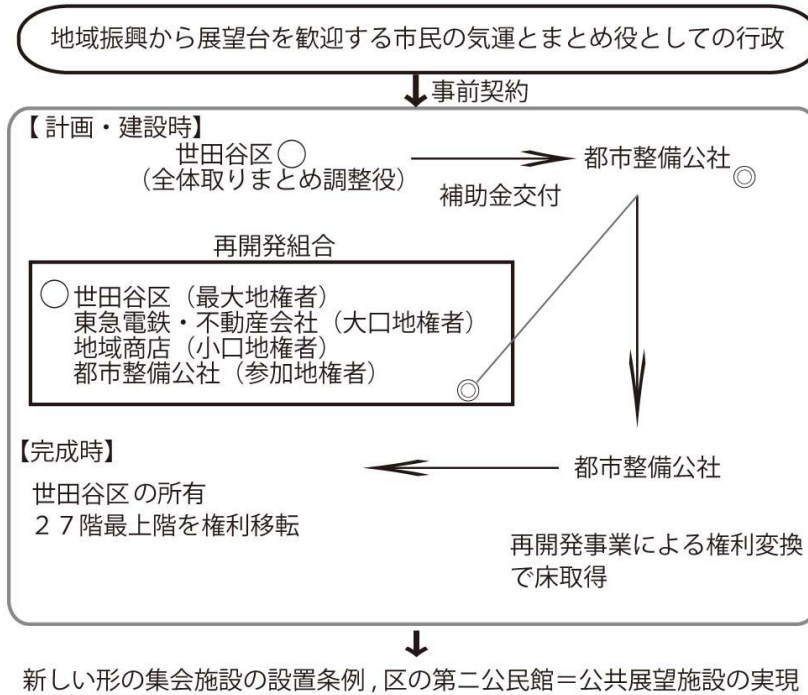 地域振興から展望台を歓迎する市民の気運とまとめ役としての行政
事前契約
【計画・建設時】
世田谷区○
(全体取りまとめ調整役)
都市整備公社
◎
補助金交付
再開発組合
○世田谷区（最大地権者）
東急電鉄・不動産会社（大口地権者）
地域商店（小口地権者）
都市整備公社（参加地権者）
◎
【完成時】
都市整備公社
世田谷区の所有
２７階最上階を権利移転
再開発事業による権利変換
で床取得
新しい形の集会施設の設置条例,区の第二公民館＝公共展望施設の実現